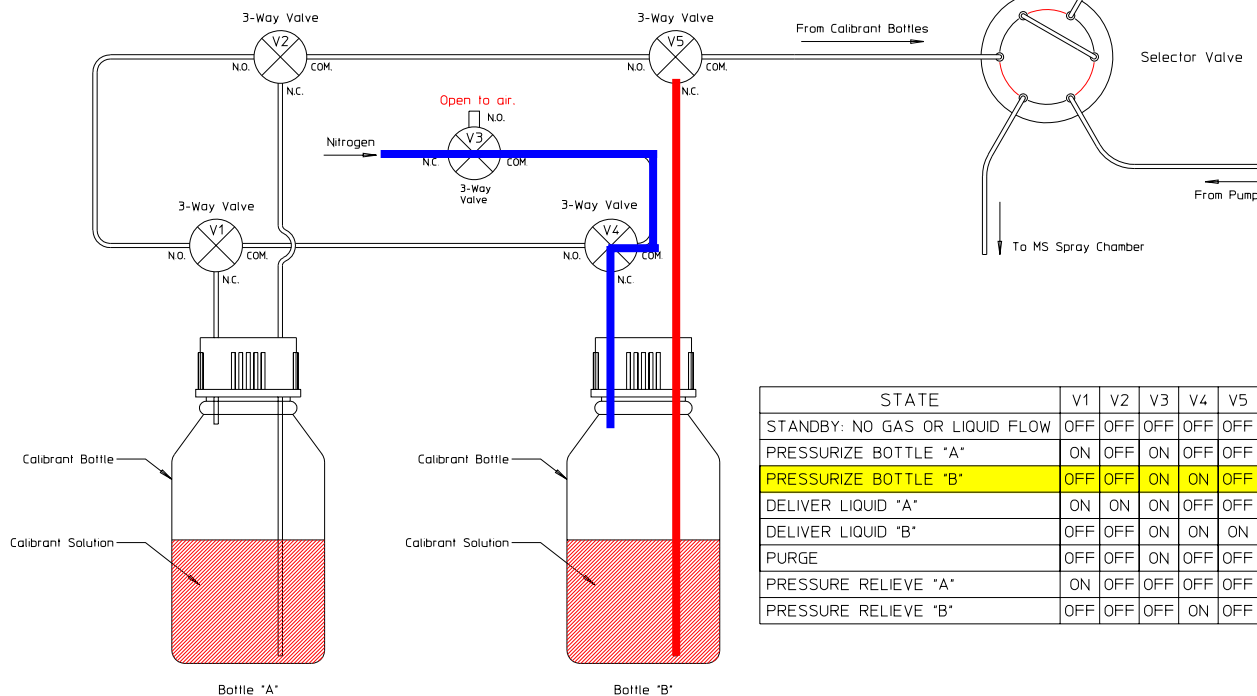 3-Way Valve
V2
N.O.
COM.
N.C.
3-Way Valve
V5
N.O.
COM.
N.C.
From Calibrant Bottles
Selector Valve
Open to air.
N.O.
V3
Nitrogen
N.C.
COM.
3-Way
Valve
From Pump
3-Way Valve
V1
N.O.
COM.
N.C.
3-Way Valve
V4
N.O.
COM.
N.C.
To MS Spray Chamber
Calibrant Bottle
Calibrant Solution
Bottle "A"
Calibrant Bottle
Calibrant Solution
Bottle "B"
STATE V1 V2 V3 V4 V5
STANDBY: NO GAS OR LIQUID FLOW OFF OFF OFF OFF OFF
PRESSURIZE BOTTLE "A" ON OFF ON OFF OFF
PRESSURIZE BOTTLE "B" OFF OFF ON ON OFF
DELIVER LIQUID "A" ON ON ON OFF OFF
DELIVER LIQUID "B" OFF OFF ON ON ON
PURGE OFF OFF ON OFF OFF
PRESSURE RELIEVE "A" ON OFF OFF OFF OFF
PRESSURE RELIEVE "B" OFF OFF OFF ON OFF